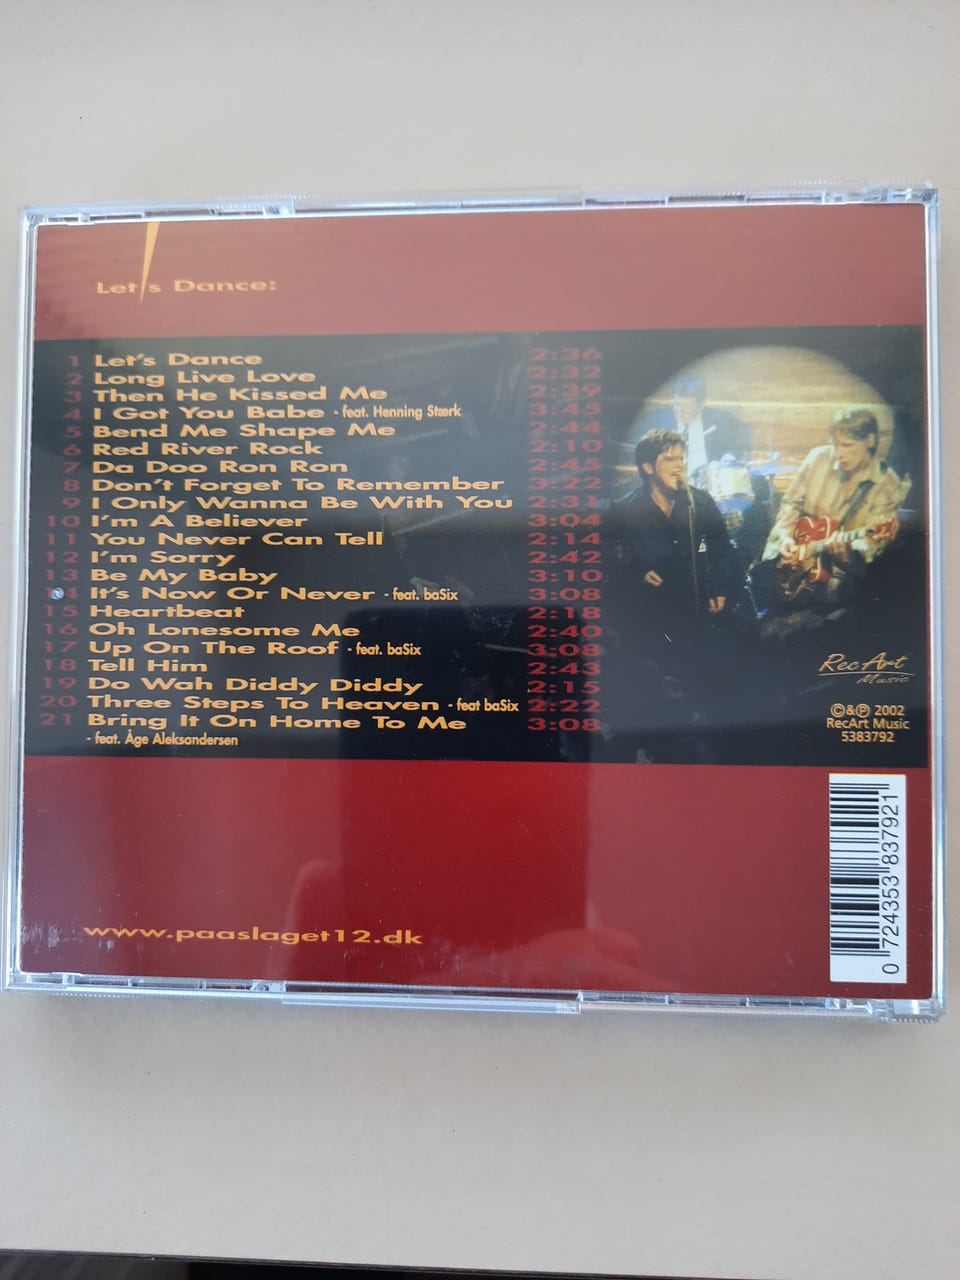 Let's Dance:
1 Let's Dance 2:36
2 Long Live Love 2:32
3 Then He Kissed Me 2:39
4 I Got You Babe - feat. Henning Stærk 3:45
5 Bend Me Shape Me 2:44
6 Red River Rock 2:10
7 Da Doo Ron Ron 2:45
8 Don't Forget To Remember 3:22
9 I Only Wanna Be With You 2:31
10 I'm A Believer 3:04
11 You Never Can Tell 2:14
12 I'm Sorry 2:42
13 Be My Baby 3:10
14 It's Now Or Never - feat. baSix 3:08
15 Heartbeat 2:18
16 Oh Lonesome Me 2:40
17 Up On The Roof - feat. baSix 3:08
18 Tell Him 2:43
19 Do Wah Diddy Diddy 2:15
20 Three Steps To Heaven - feat baSix 2:22
21 Bring It On Home To Me 3:08
- feat. Åge Aleksandersen
RecArt
Music
©&℗ 2002
RecArt Music
5383792
0 724353 837921
www.paaslaget12.dk